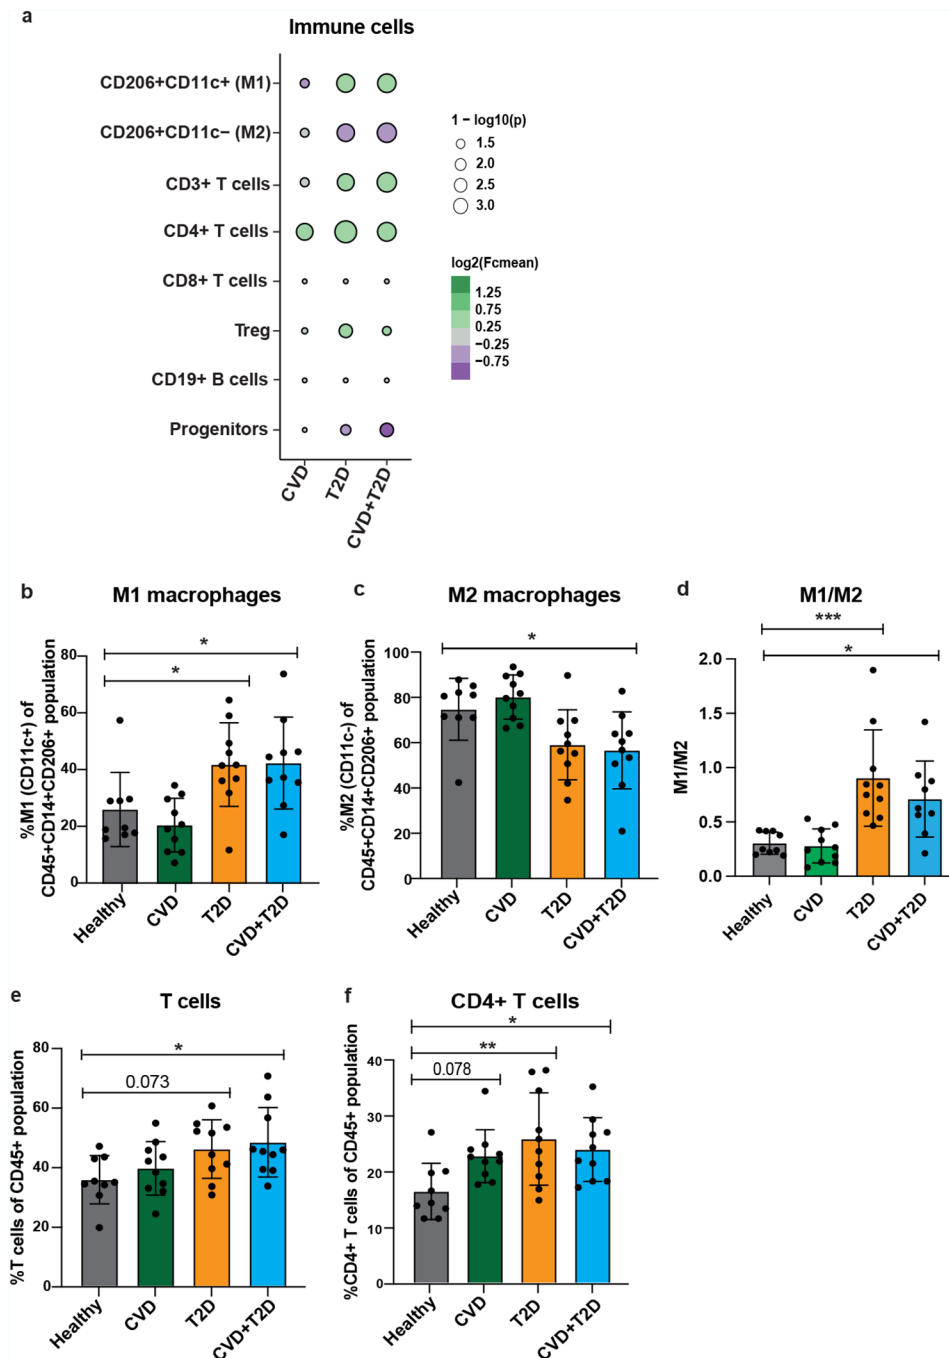 a
Immune cells
CD206+CD11c+ (M1)
CD206+CD11c− (M2)
CD3+ T cells
CD4+ T cells
CD8+ T cells
Treg
CD19+ B cells
Progenitors
CVD
T2D
CVD+T2D
1 − log10(p)
1.5
2.0
2.5
3.0
log2(Fcmean)
1.25
0.75
0.25
−0.25
−0.75
b
M1 macrophages
%M1 (CD11c+) of
CD45+CD14+CD206+ population
80
60
40
20
0
*
*
Healthy
CVD
T2D
CVD+T2D
c
M2 macrophages
%M2 (CD11c-) of
CD45+CD14+CD206+ population
100
80
60
40
20
0
*
Healthy
CVD
T2D
CVD+T2D
d
M1/M2
M1/M2
2.0
1.5
1.0
0.5
0.0
***
*
Healthy
CVD
T2D
CVD+T2D
e
T cells
%T cells of CD45+ population
80
60
40
20
0
*
0.073
Healthy
CVD
T2D
CVD+T2D
f
CD4+ T cells
%CD4+ T cells of CD45+ population
40
30
20
10
0
*
**
0.078
Healthy
CVD
T2D
CVD+T2D